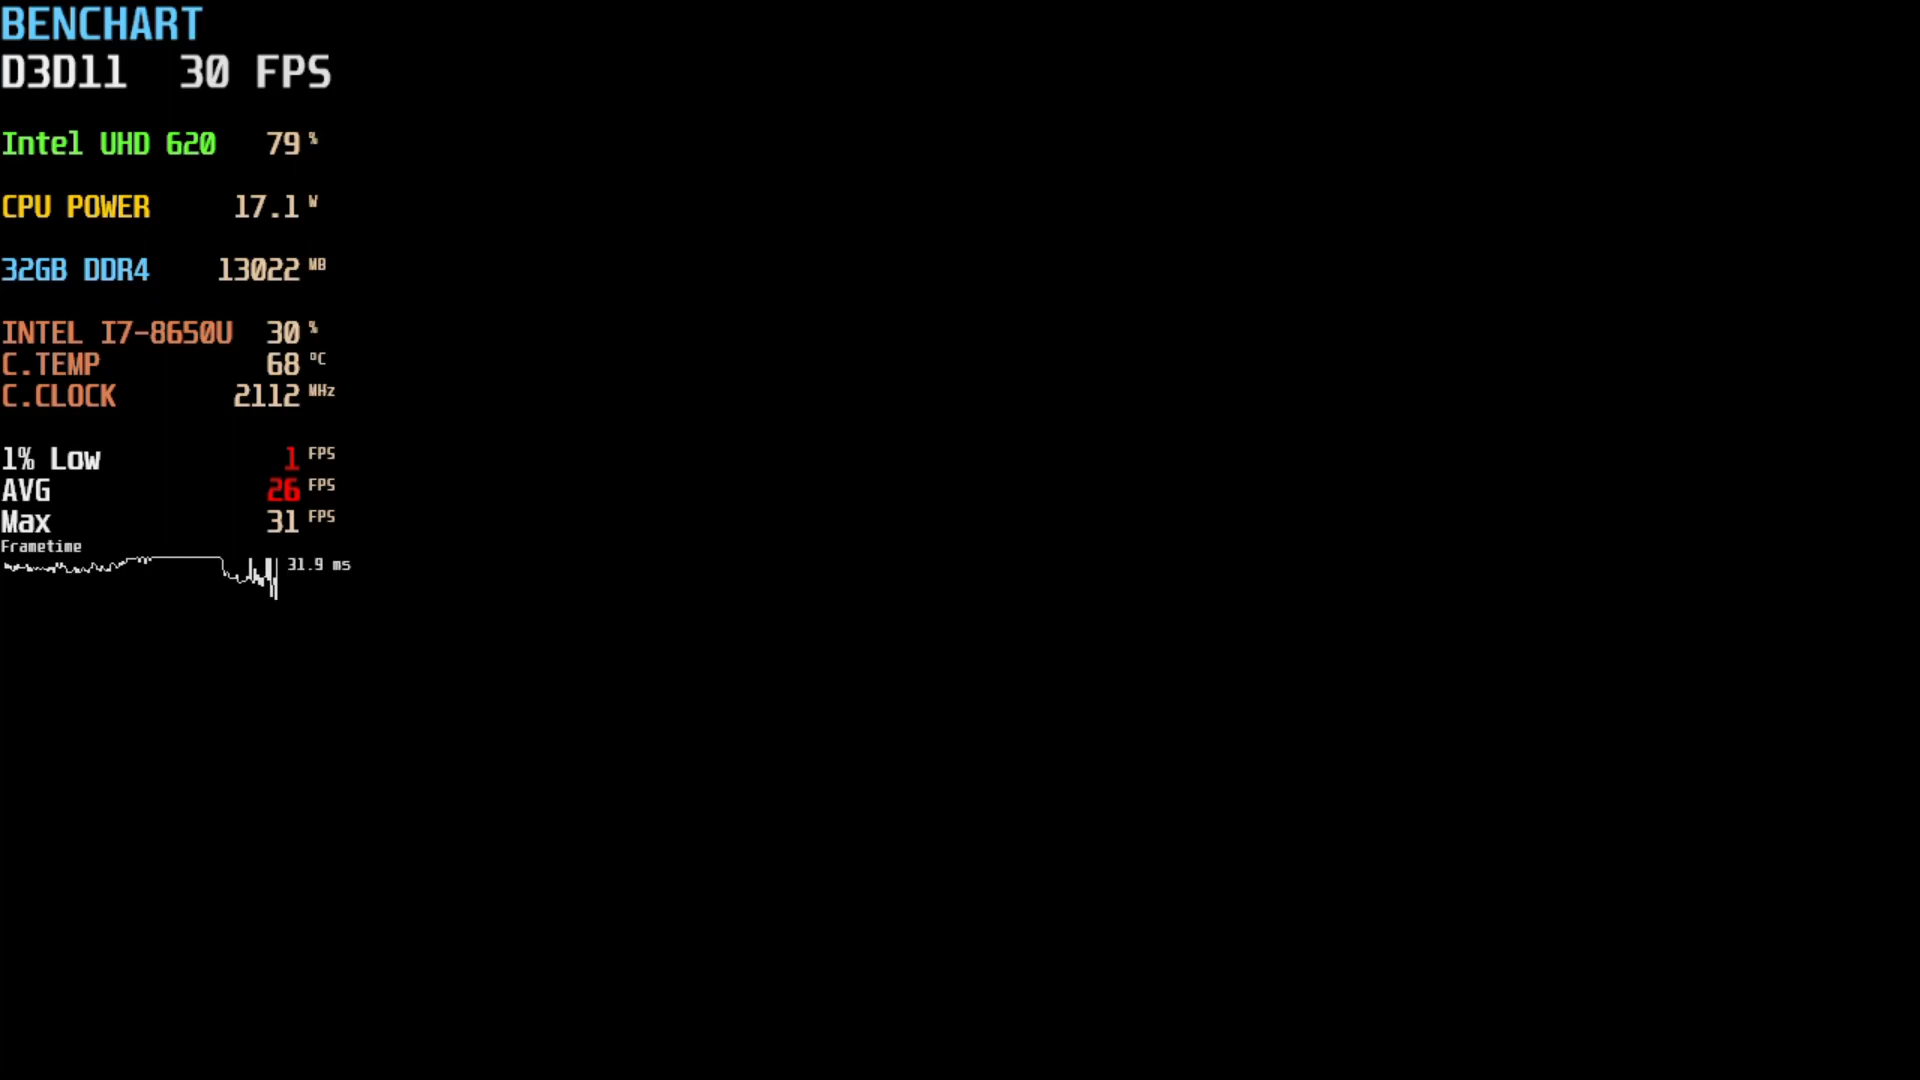 BENCHART
D3D11 30 FPS
Intel UHD 620 79 %
CPU POWER 17.1 W
32GB DDR4 13022 MB
INTEL I7-8650U 30 %
C.TEMP 68 °C
C.CLOCK 2112 MHz
1% Low 1 FPS
AVG 26 FPS
Max 31 FPS
Frametime
31.9 ms